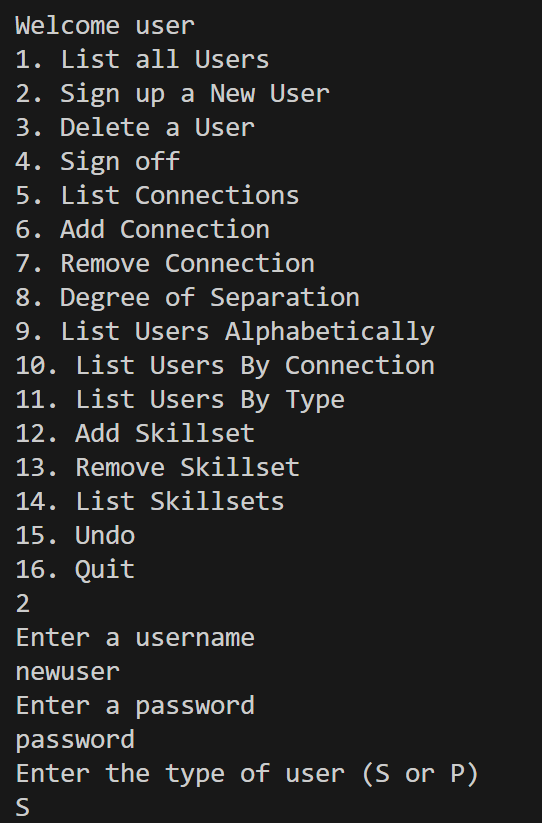 Welcome user
1. List all Users
2. Sign up a New User
3. Delete a User
4. Sign off
5. List Connections
6. Add Connection
7. Remove Connection
8. Degree of Separation
9. List Users Alphabetically
10. List Users By Connection
11. List Users By Type
12. Add Skillset
13. Remove Skillset
14. List Skillsets
15. Undo
16. Quit
2
Enter a username
newuser
Enter a password
password
Enter the type of user (S or P)
S